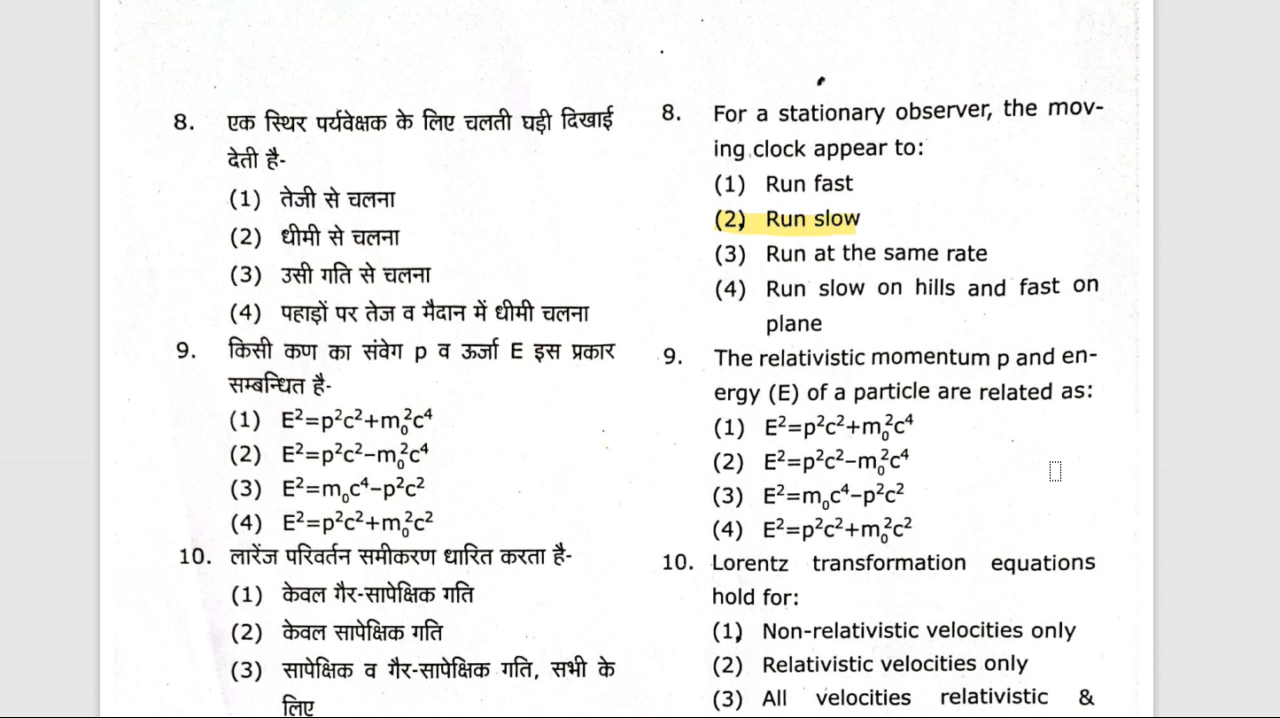 8. एक स्थिर पर्यवेक्षक के लिए चलती घड़ी दिखाई
देती है-
(1) तेजी से चलना
(2) धीमी से चलना
(3) उसी गति से चलना
(4) पहाड़ों पर तेज व मैदान में धीमी चलना
9. किसी कण का संवेग p व ऊर्जा E इस प्रकार
सम्बन्धित है-
(1) E²=p²c²+m₀²c⁴
(2) E²=p²c²−m₀²c⁴
(3) E²=m₀c⁴−p²c²
(4) E²=p²c²+m₀²c²
10. लारेंज परिवर्तन समीकरण धारित करता है-
(1) केवल गैर-सापेक्षिक गति
(2) केवल सापेक्षिक गति
(3) सापेक्षिक व गैर-सापेक्षिक गति, सभी के
लिए
8. For a stationary observer, the mov-
ing clock appear to:
(1) Run fast
(2) Run slow
(3) Run at the same rate
(4) Run slow on hills and fast on
plane
9. The relativistic momentum p and en-
ergy (E) of a particle are related as:
(1) E²=p²c²+m₀²c⁴
(2) E²=p²c²−m₀²c⁴
(3) E²=m₀c⁴−p²c²
(4) E²=p²c²+m₀²c²
10. Lorentz transformation equations
hold for:
(1) Non-relativistic velocities only
(2) Relativistic velocities only
(3) All velocities relativistic &